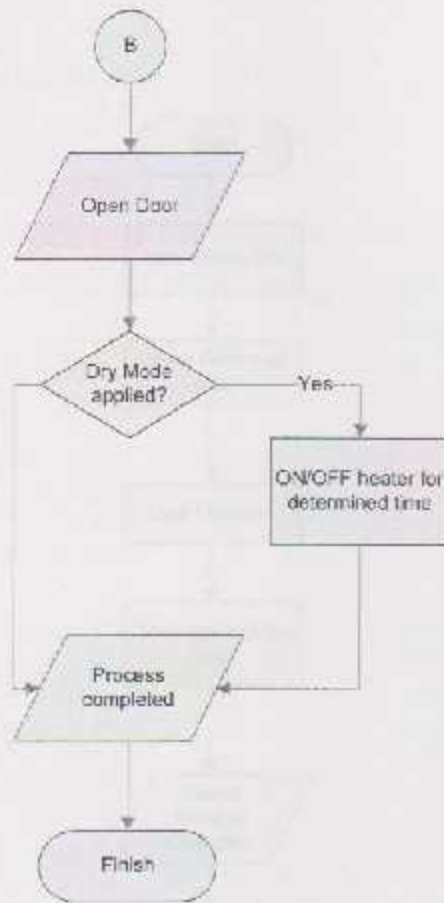 B
Open Door
Dry Mode
applied?
Yes
ON/OFF heater for
determined time
Process
completed
Finish